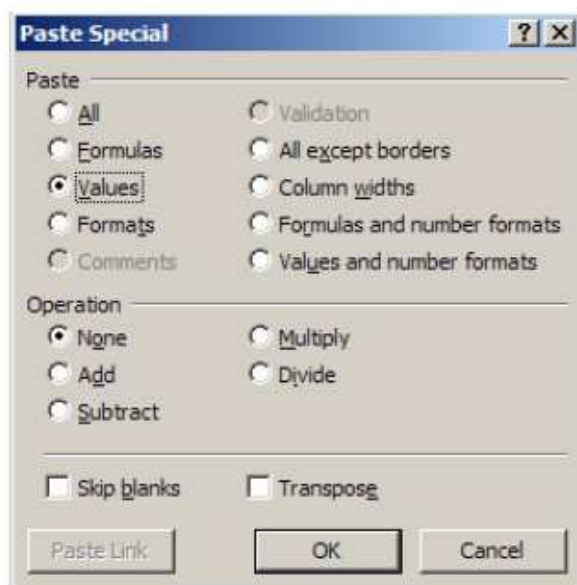 Paste Special
Paste
All
Validation
Formulas
All except borders
Values
Column widths
Formats
Formulas and number formats
Comments
Values and number formats
Operation
None
Multiply
Add
Divide
Subtract
Skip blanks
Transpose
Paste Link
OK
Cancel